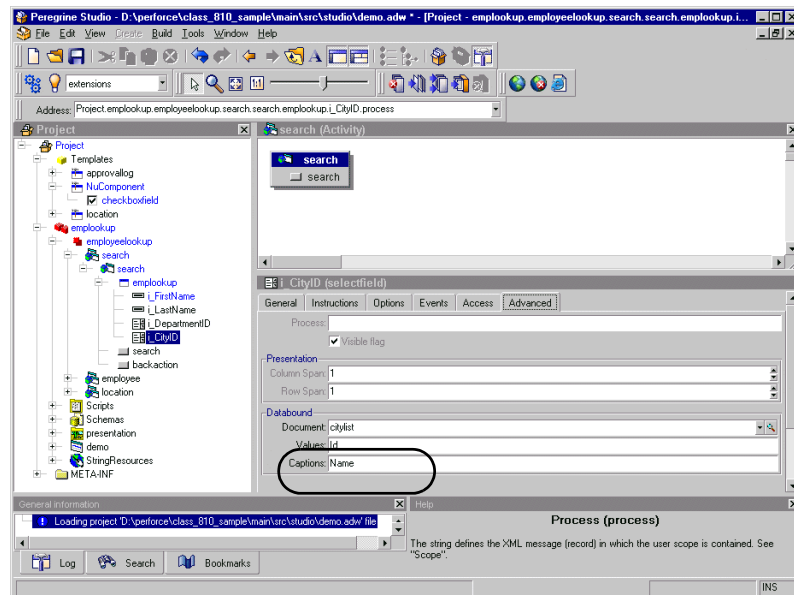 Peregrine Studio - D:\perforce\class_810_sample\main\src\studio\demo.adw * - [Project - emplookup.employeelookup.search.search.emplookup.i...
File Edit View Create Build Tools Window Help
extensions
Address: Project.emplookup.employeelookup.search.search.emplookup.i_CityID.process
Project
Project
Templates
approvallog
NuComponent
checkboxfield
location
emplookup
employeelookup
search
search
emplookup
i_FirstName
i_LastName
i_DepartmentID
i_CityID
search
backaction
employee
location
Scripts
Schemas
presentation
demo
StringResources
META-INF
search (Activity)
search
search
i_CityID (selectfield)
General Instructions Options Events Access Advanced
Process:
Visible flag
Presentation
Column Span: 1
Row Span: 1
Databound
Document: citylist
Values: Id
Captions: Name
General Information
! Loading project 'D:\perforce\class_810_sample\main\src\studio\demo.adw' file
Log Search Bookmarks
Help
Process (process)
The string defines the XML message (record) in which the user scope is contained. See
"Scope".
INS